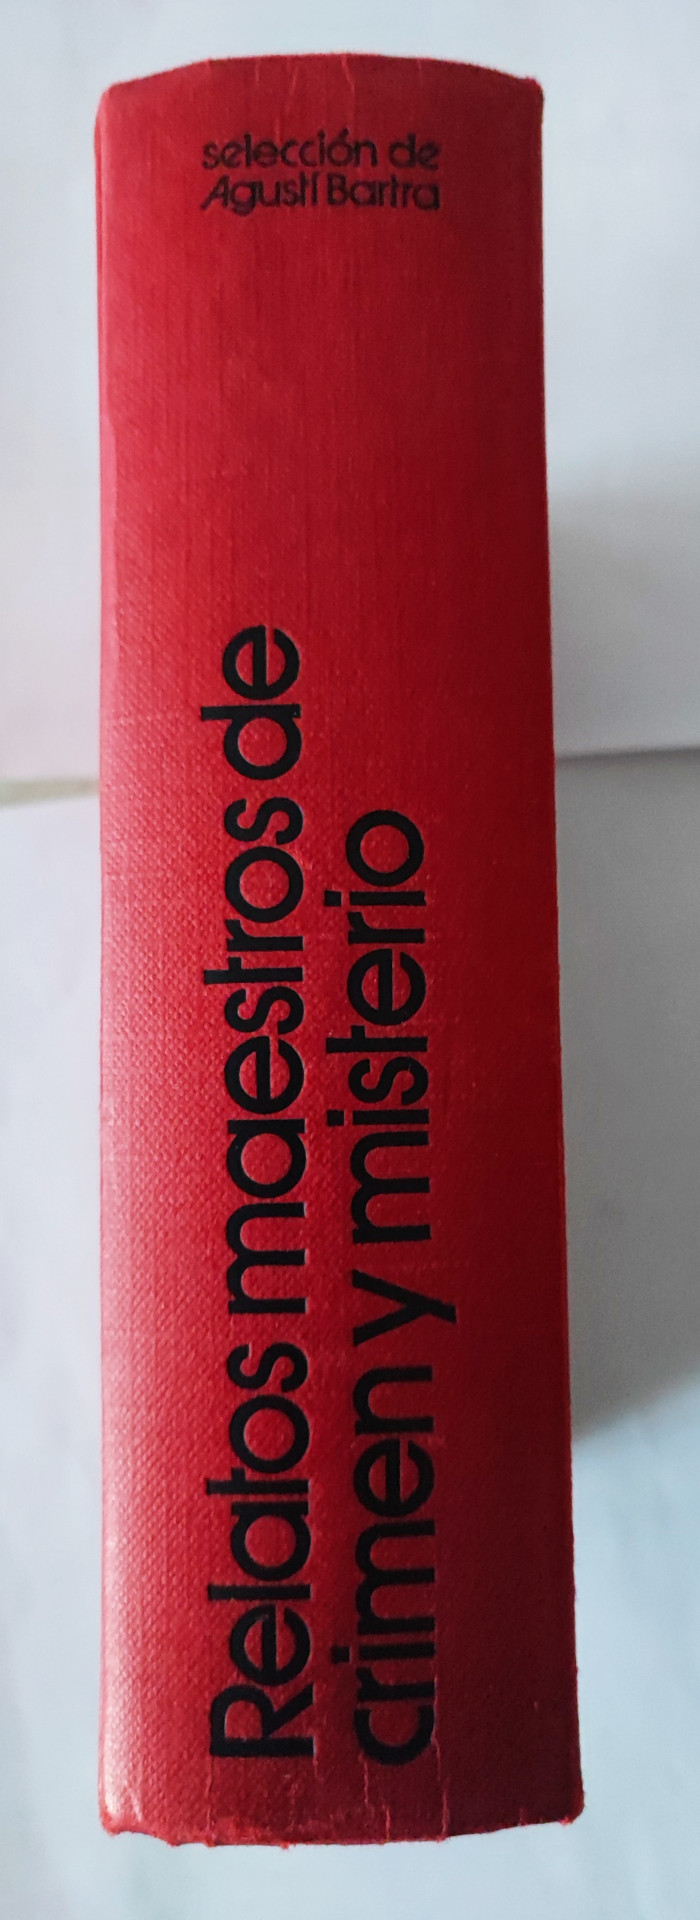 selección de
Agustí Bartra
Relatos maestros de
crimen y misterio